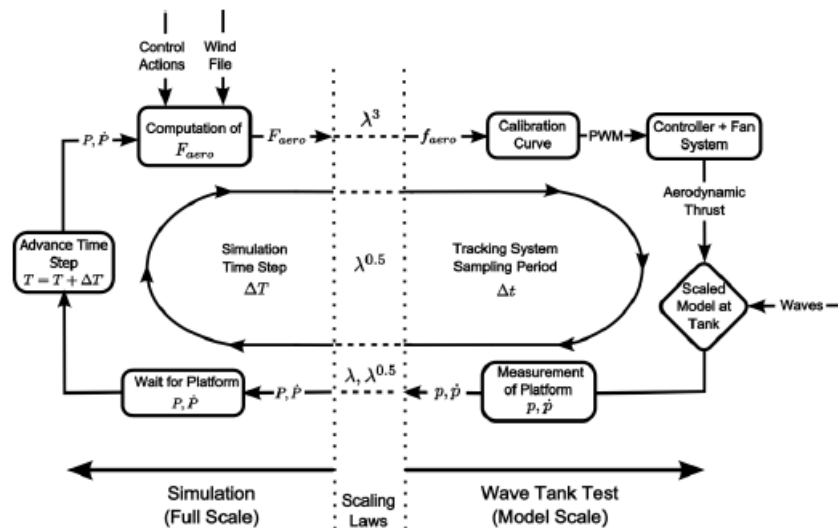 Control
Actions
Wind
File
Computation of
F_aero
F_aero
λ³
f_aero
Calibration
Curve
PWM
Controller + Fan
System
P, Ṗ
Aerodynamic
Thrust
Advance Time
Step
T = T + ΔT
Simulation
Time Step
ΔT
λ^0.5
Tracking System
Sampling Period
Δt
Scaled
Model at
Tank
Waves
Wait for Platform
P, Ṗ
P, Ṗ
λ, λ^0.5
p, ṗ
Measurement
of Platform
p, ṗ
Simulation
(Full Scale)
Scaling
Laws
Wave Tank Test
(Model Scale)